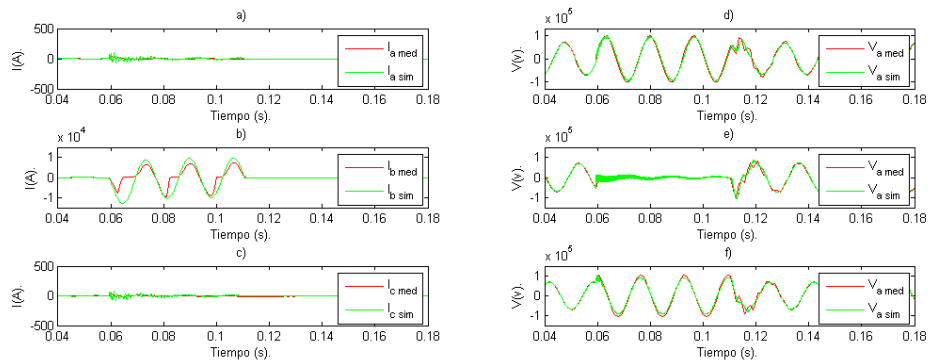 a)
500
0
-500
I(A).
0.04 0.06 0.08 0.1 0.12 0.14 0.16 0.18
Tiempo (s).
I a med
I a sim
b)
x 10^4
1
0
-1
I(A).
0.04 0.06 0.08 0.1 0.12 0.14 0.16 0.18
Tiempo (s).
I b med
I b sim
c)
500
0
-500
I(A).
0.04 0.06 0.08 0.1 0.12 0.14 0.16 0.18
Tiempo (s).
I c med
I c sim
d)
x 10^5
1
0
-1
V(v).
0.04 0.06 0.08 0.1 0.12 0.14 0.16 0.18
Tiempo (s).
V a med
V a sim
e)
x 10^5
1
0
-1
V(v).
0.04 0.06 0.08 0.1 0.12 0.14 0.16 0.18
Tiempo (s).
V a med
V a sim
f)
x 10^5
1
0
-1
V(v).
0.04 0.06 0.08 0.1 0.12 0.14 0.16 0.18
Tiempo (s).
V a med
V a sim